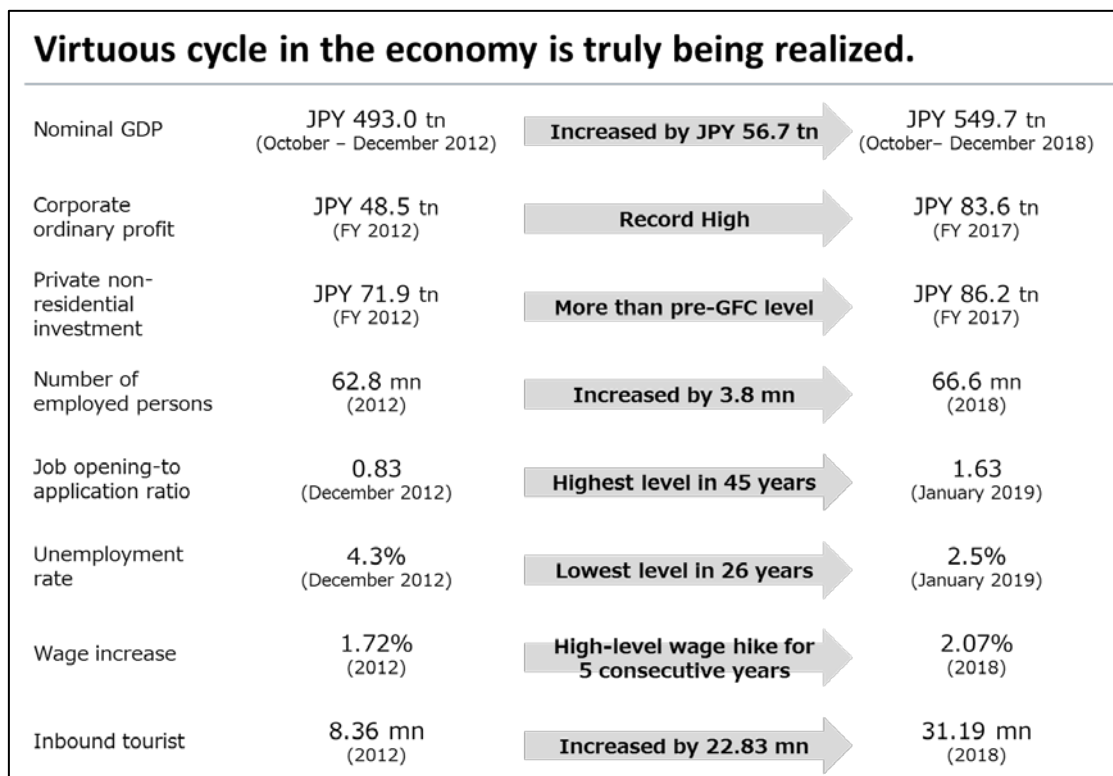 Virtuous cycle in the economy is truly being realized.
Nominal GDP
JPY 493.0 tn
(October – December 2012)
Increased by JPY 56.7 tn
JPY 549.7 tn
(October– December 2018)
Corporate
ordinary profit
JPY 48.5 tn
(FY 2012)
Record High
JPY 83.6 tn
(FY 2017)
Private non-
residential
investment
JPY 71.9 tn
(FY 2012)
More than pre-GFC level
JPY 86.2 tn
(FY 2017)
Number of
employed persons
62.8 mn
(2012)
Increased by 3.8 mn
66.6 mn
(2018)
Job opening-to
application ratio
0.83
(December 2012)
Highest level in 45 years
1.63
(January 2019)
Unemployment
rate
4.3%
(December 2012)
Lowest level in 26 years
2.5%
(January 2019)
Wage increase
1.72%
(2012)
High-level wage hike for
5 consecutive years
2.07%
(2018)
Inbound tourist
8.36 mn
(2012)
Increased by 22.83 mn
31.19 mn
(2018)